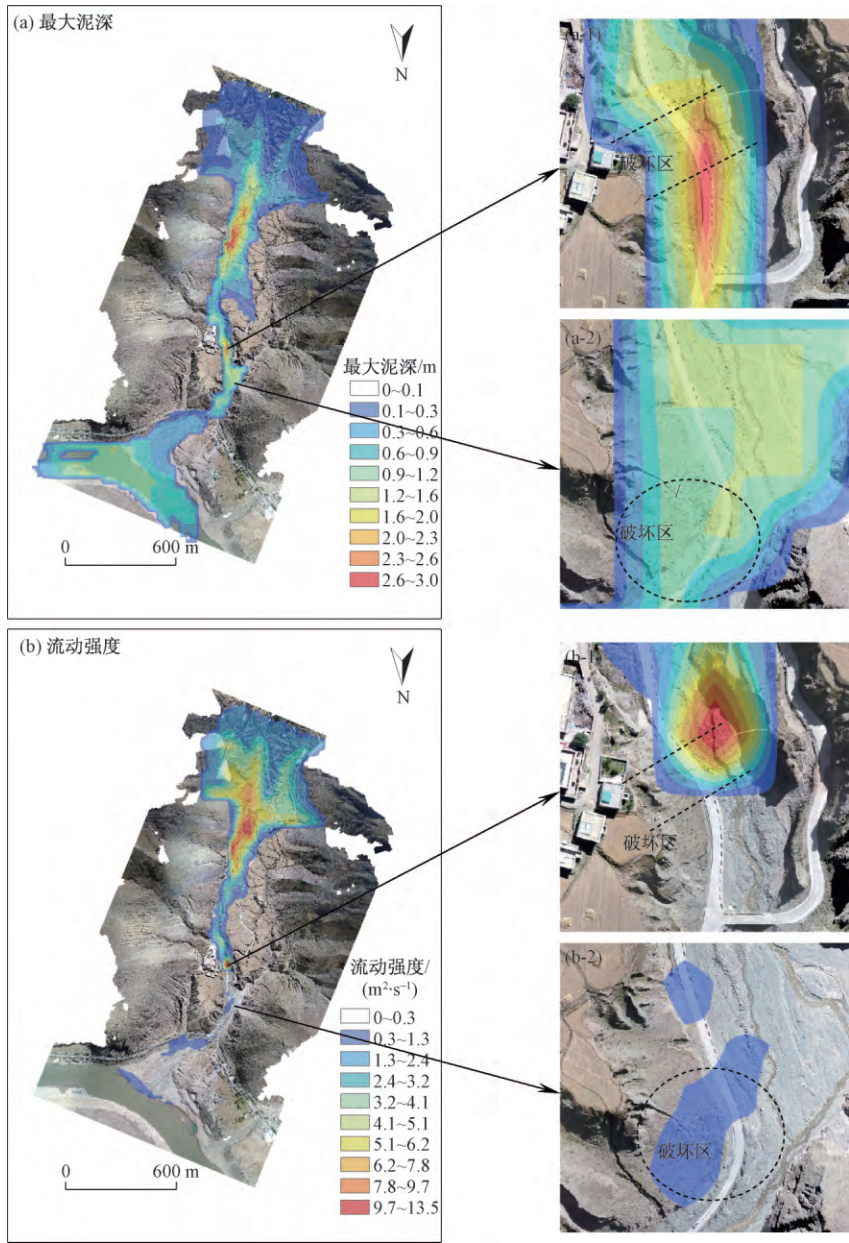 (a) 最大泥深
N
最大泥深/m
0~0.1
0.1~0.3
0.3~0.6
0.6~0.9
0.9~1.2
1.2~1.6
1.6~2.0
2.0~2.3
2.3~2.6
2.6~3.0
0 600 m
(a-1)
破坏区
(a-2)
破坏区
(b) 流动强度
N
流动强度/
(m²·s⁻¹)
0~0.3
0.3~1.3
1.3~2.4
2.4~3.2
3.2~4.1
4.1~5.1
5.1~6.2
6.2~7.8
7.8~9.7
9.7~13.5
0 600 m
(b-1)
破坏区
(b-2)
破坏区